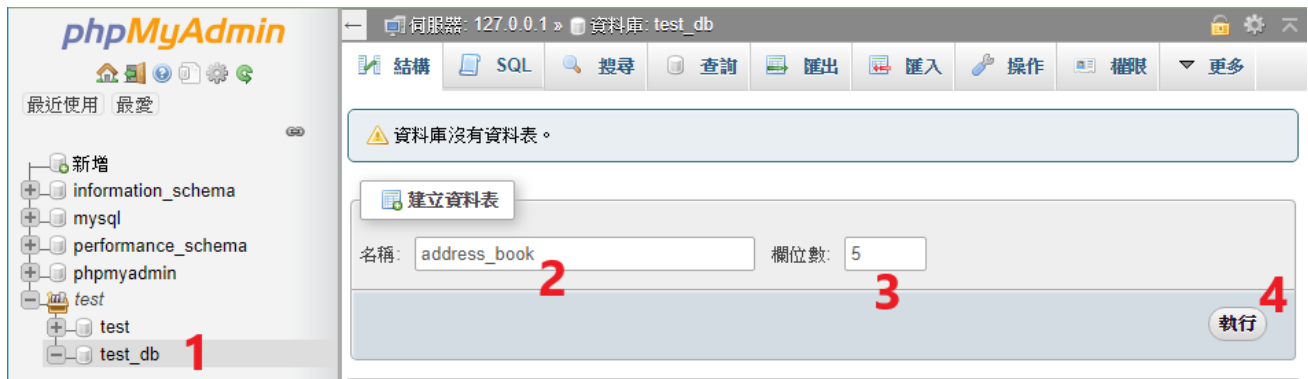 phpMyAdmin
最近使用 最愛
新增
information_schema
mysql
performance_schema
phpmyadmin
test
test
test_db 1
伺服器: 127.0.0.1 » 資料庫: test_db
結構 SQL 搜尋 查詢 匯出 匯入 操作 權限 更多
資料庫沒有資料表。
建立資料表
名稱: address_book 欄位數: 5
2 3 4
執行